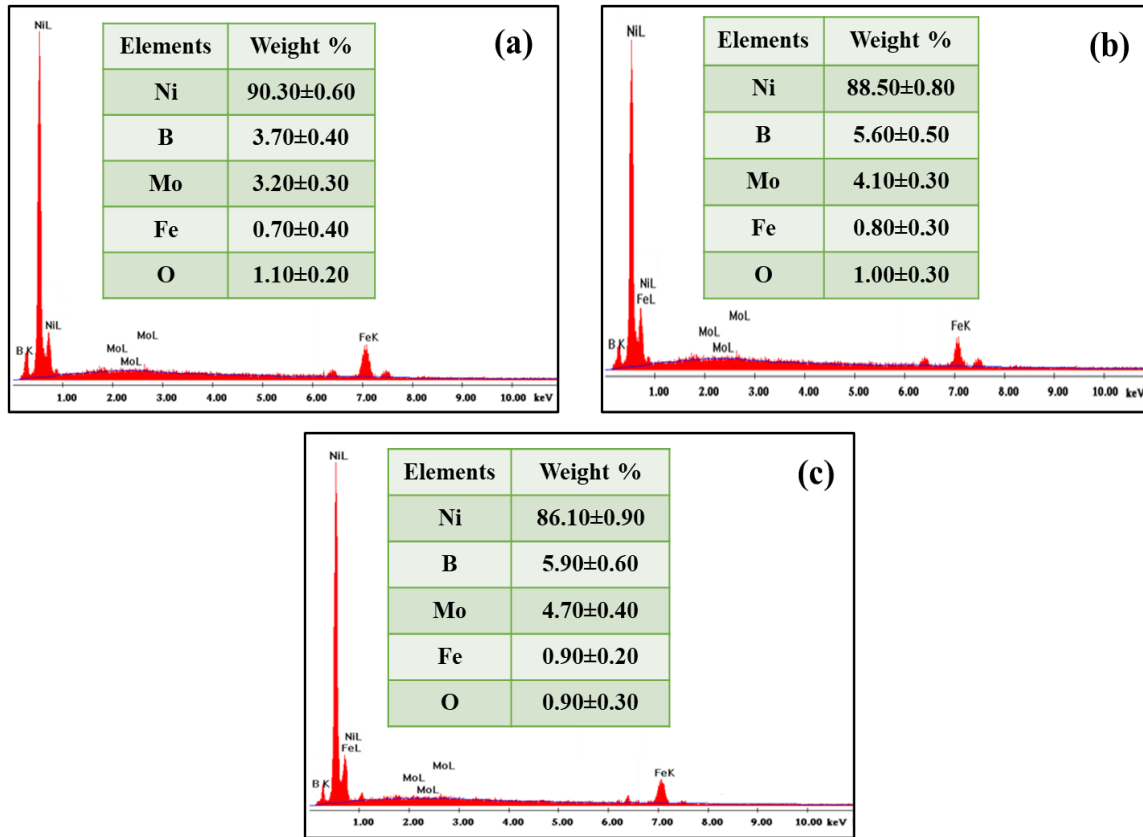 (a)
NiL
Elements Weight %
Ni 90.30±0.60
B 3.70±0.40
Mo 3.20±0.30
Fe 0.70±0.40
O 1.10±0.20
NiL
B K
MoL
MoL
MoL
FeK
1.00 2.00 3.00 4.00 5.00 6.00 7.00 8.00 9.00 10.00 keV
(b)
NiL
Elements Weight %
Ni 88.50±0.80
B 5.60±0.50
Mo 4.10±0.30
Fe 0.80±0.30
O 1.00±0.30
NiL
FeL
B K
MoL
MoL
MoL
FeK
1.00 2.00 3.00 4.00 5.00 6.00 7.00 8.00 9.00 10.00 keV
(c)
NiL
Elements Weight %
Ni 86.10±0.90
B 5.90±0.60
Mo 4.70±0.40
Fe 0.90±0.20
O 0.90±0.30
NiL
FeL
B K
MoL
MoL
MoL
FeK
1.00 2.00 3.00 4.00 5.00 6.00 7.00 8.00 9.00 10.00 keV